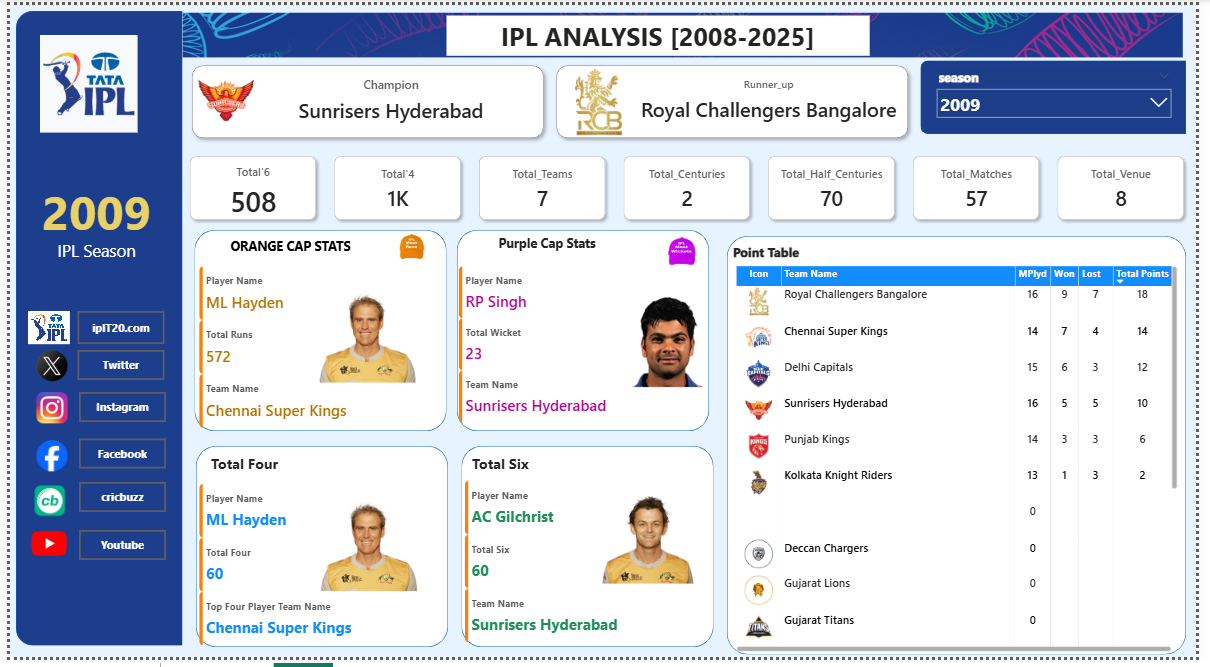 IPL ANALYSIS [2008-2025]
TATA
IPL
Champion
Sunrisers Hyderabad
Runner_up
Royal Challengers Bangalore
RCB
season
2009
2009
IPL Season
Total'6
508
Total'4
1K
Total_Teams
7
Total_Centuries
2
Total_Half_Centuries
70
Total_Matches
57
Total_Venue
8
TATA
IPL
iplT20.com
Twitter
Instagram
Facebook
cb
cricbuzz
Youtube
ORANGE CAP STATS
Player Name
ML Hayden
Total Runs
572
Team Name
Chennai Super Kings
Purple Cap Stats
Player Name
RP Singh
Total Wicket
23
Team Name
Sunrisers Hyderabad
Total Four
Player Name
ML Hayden
Total Four
60
Top Four Player Team Name
Chennai Super Kings
Total Six
Player Name
AC Gilchrist
Total Six
60
Team Name
Sunrisers Hyderabad
Point Table
Icon Team Name MPlyd Won Lost Total Points
Royal Challengers Bangalore 16 9 7 18
Chennai Super Kings 14 7 4 14
Delhi Capitals 15 6 3 12
Sunrisers Hyderabad 16 5 5 10
Punjab Kings 14 3 3 6
Kolkata Knight Riders 13 1 3 2
0
Deccan Chargers 0
Gujarat Lions 0
Gujarat Titans 0